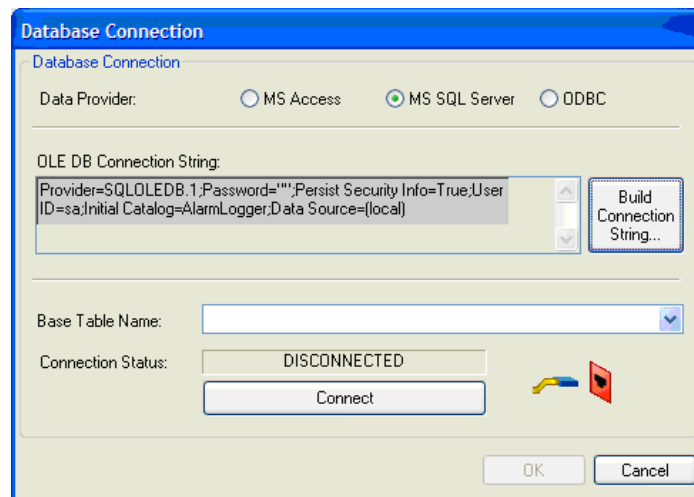 Database Connection
Database Connection
Data Provider:
MS Access
MS SQL Server
ODBC
OLE DB Connection String:
Provider=SQLOLEDB.1;Password="";Persist Security Info=True;User
ID=sa;Initial Catalog=AlarmLogger;Data Source=(local)
Build
Connection
String...
Base Table Name:
Connection Status:
DISCONNECTED
Connect
OK
Cancel